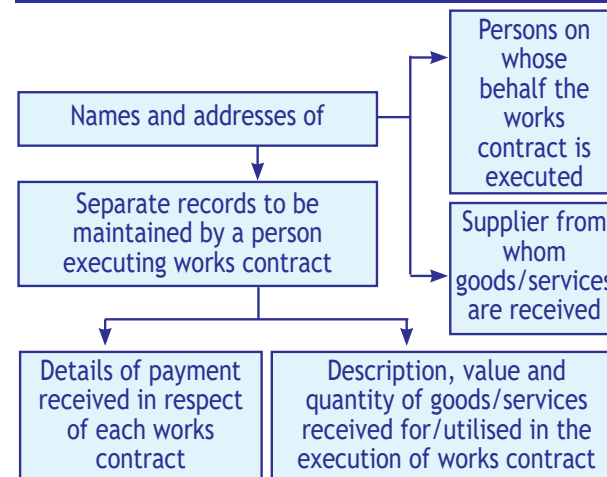 Names and addresses of
Persons on
whose
behalf the
works
contract is
executed
Supplier from
whom
goods/services
are received
Separate records to be
maintained by a person
executing works contract
Details of payment
received in respect
of each works
contract
Description, value and
quantity of goods/services
received for/utilised in the
execution of works contract